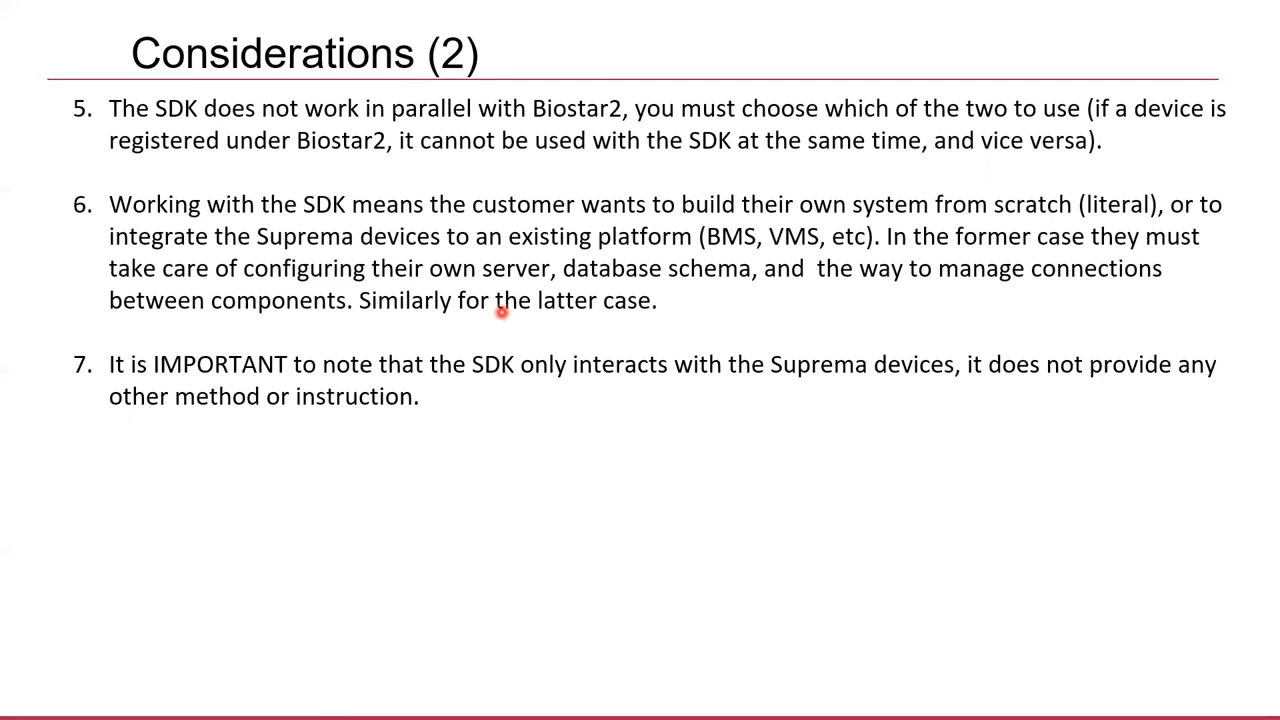 Considerations (2)
5. The SDK does not work in parallel with Biostar2, you must choose which of the two to use (if a device is
registered under Biostar2, it cannot be used with the SDK at the same time, and vice versa).
6. Working with the SDK means the customer wants to build their own system from scratch (literal), or to
integrate the Suprema devices to an existing platform (BMS, VMS, etc). In the former case they must
take care of configuring their own server, database schema, and  the way to manage connections
between components. Similarly for the latter case.
7. It is IMPORTANT to note that the SDK only interacts with the Suprema devices, it does not provide any
other method or instruction.